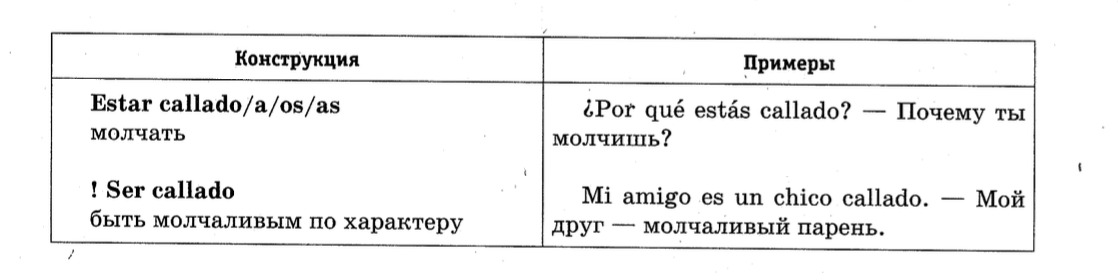 Конструкция
Примеры
Estar callado/a/os/as
молчать
! Ser callado
быть молчаливым по характеру
¿Por qué estás callado? — Почему ты
молчишь?
Mi amigo es un chico callado. — Мой
друг — молчаливый парень.